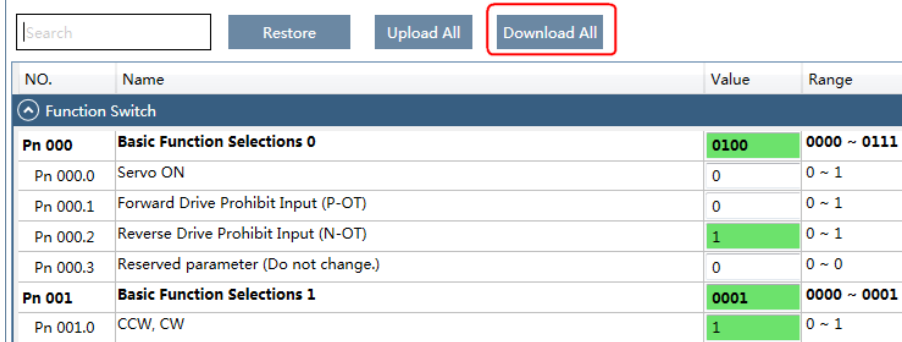 Search Restore Upload All Download All
NO. Name Value Range
Function Switch
Pn 000 Basic Function Selections 0 0100 0000 ~ 0111
Pn 000.0 Servo ON 0 0 ~ 1
Pn 000.1 Forward Drive Prohibit Input (P-OT) 0 0 ~ 1
Pn 000.2 Reverse Drive Prohibit Input (N-OT) 1 0 ~ 1
Pn 000.3 Reserved parameter (Do not change.) 0 0 ~ 0
Pn 001 Basic Function Selections 1 0001 0000 ~ 0001
Pn 001.0 CCW, CW 1 0 ~ 1